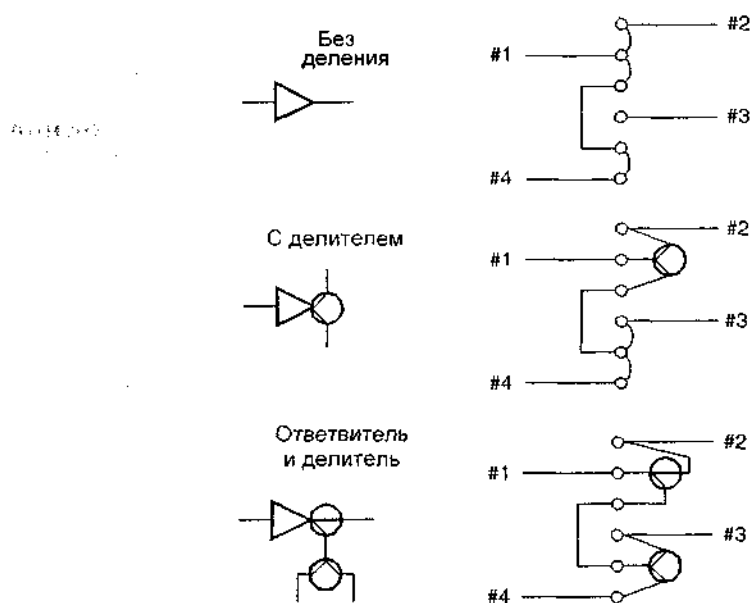 Без
деления
#1
#2
#3
#4
С делителем
#1
#2
#3
#4
Ответвитель
и делитель
#1
#2
#3
#4